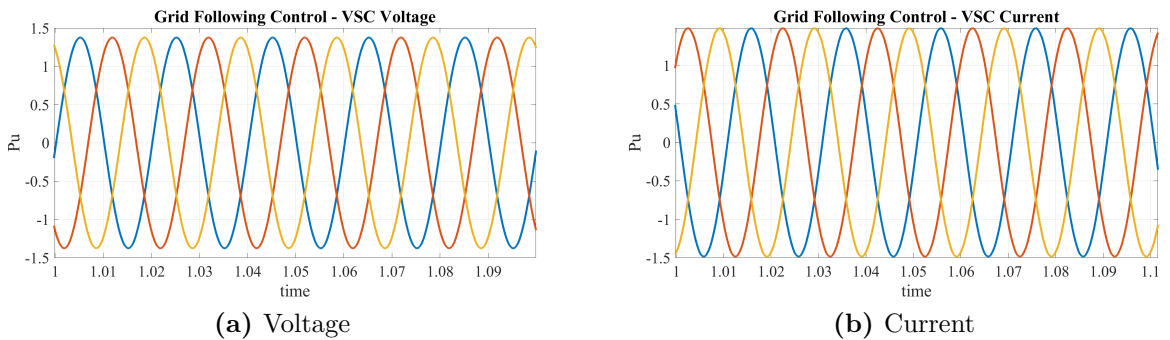 Grid Following Control - VSC Voltage
1.5
1
0.5
0
-0.5
-1
-1.5
Pu
1 1.01 1.02 1.03 1.04 1.05 1.06 1.07 1.08 1.09
time
(a) Voltage
Grid Following Control - VSC Current
1
0.5
0
-0.5
-1
-1.5
Pu
1 1.01 1.02 1.03 1.04 1.05 1.06 1.07 1.08 1.09 1.1
time
(b) Current